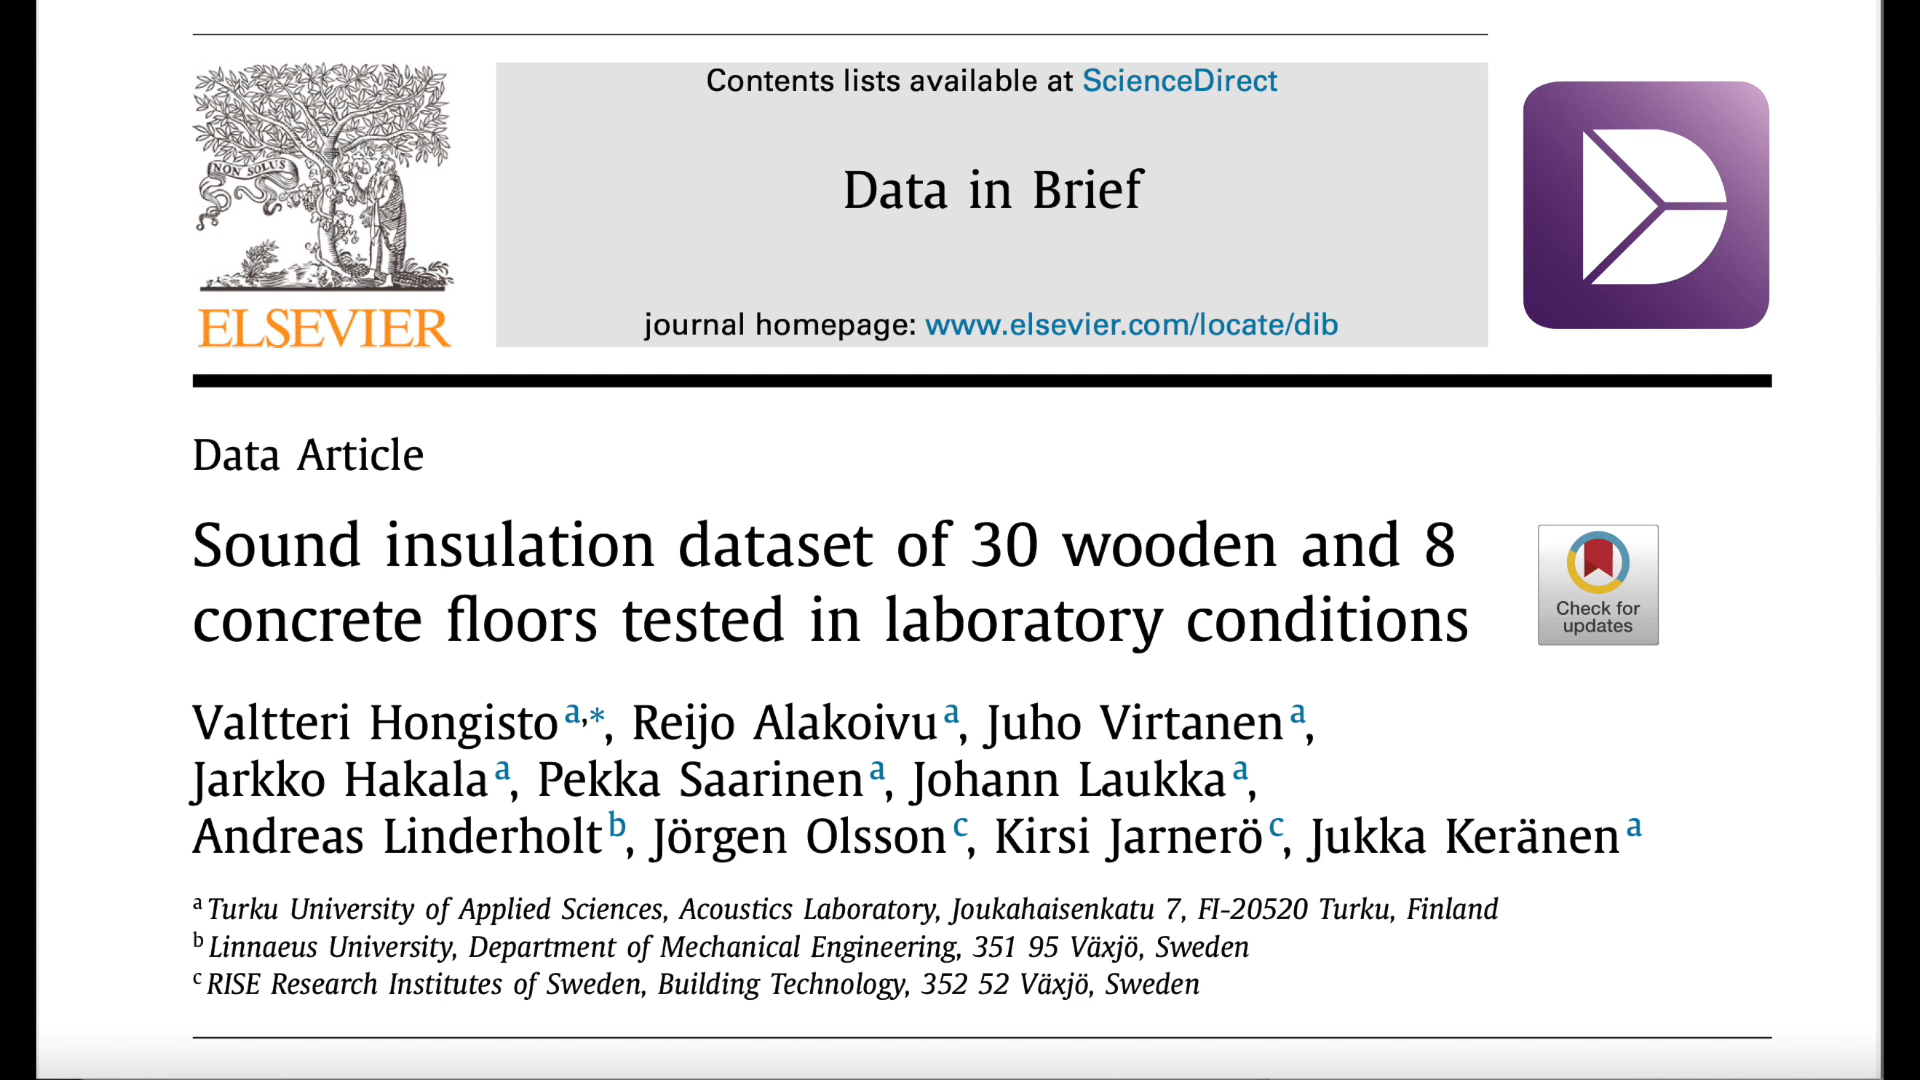 Contents lists available at ScienceDirect
NON SOLUS
Data in Brief
journal homepage: www.elsevier.com/locate/dib
ELSEVIER
Data Article
Sound insulation dataset of 30 wooden and 8
concrete floors tested in laboratory conditions
Check for
updates
Valtteri Hongisto a,*, Reijo Alakoivu a, Juho Virtanen a,
Jarkko Hakala a, Pekka Saarinen a, Johann Laukka a,
Andreas Linderholt b, Jörgen Olsson c, Kirsi Jarnerö c, Jukka Keränen a
a Turku University of Applied Sciences, Acoustics Laboratory, Joukahaisenkatu 7, FI-20520 Turku, Finland
b Linnaeus University, Department of Mechanical Engineering, 351 95 Växjö, Sweden
c RISE Research Institutes of Sweden, Building Technology, 352 52 Växjö, Sweden